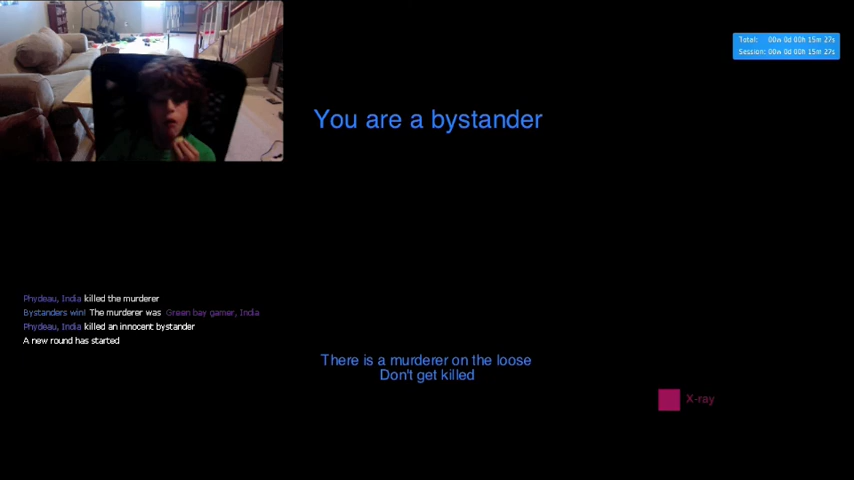 Total: 00w 0d 00h 15m 27s
Session: 00w 0d 00h 15m 27s
You are a bystander
Phydeau, India killed the murderer
Bystanders win! The murderer was Green bay gamer, India
Phydeau, India killed an innocent bystander
A new round has started
There is a murderer on the loose
Don't get killed
X-ray